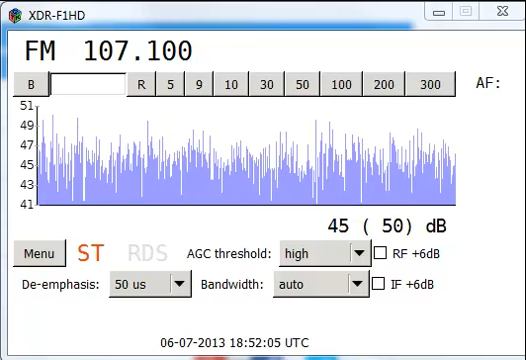 XDR-F1HD
FM 107.100
B R 5 9 10 30 50 100 200 300 AF:
51
49
47
45
43
41
45 ( 50) dB
Menu ST RDS AGC threshold: high RF +6dB
De-emphasis: 50 us Bandwidth: auto IF +6dB
06-07-2013 18:52:05 UTC